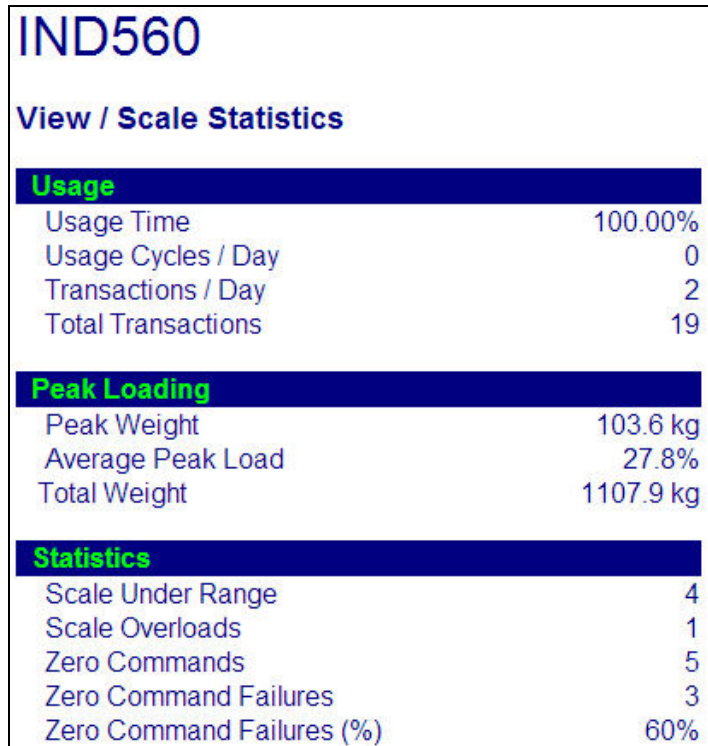 IND560
View / Scale Statistics
Usage
Usage Time 100.00%
Usage Cycles / Day 0
Transactions / Day 2
Total Transactions 19
Peak Loading
Peak Weight 103.6 kg
Average Peak Load 27.8%
Total Weight 1107.9 kg
Statistics
Scale Under Range 4
Scale Overloads 1
Zero Commands 5
Zero Command Failures 3
Zero Command Failures (%) 60%